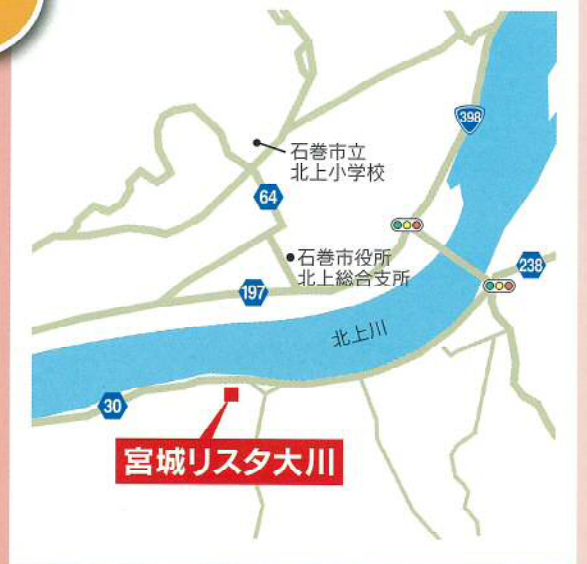 398
石巻市立
北上小学校
64
石巻市役所
北上総合支所
238
197
北上川
30
宮城リスタ大川